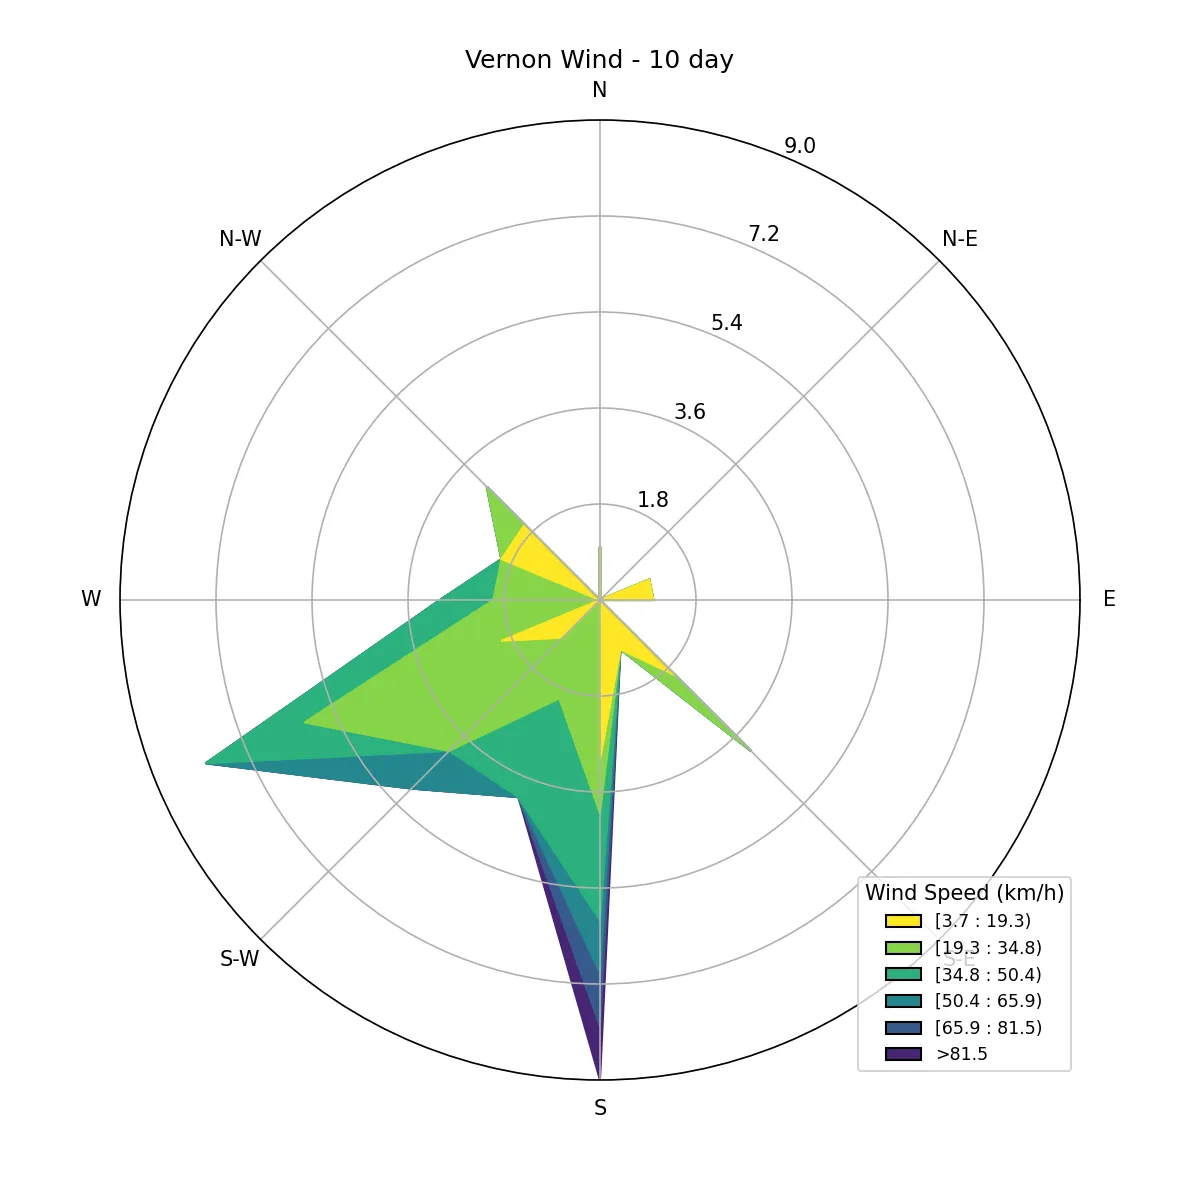 Vernon Wind - 10 day
N
9.0
N-W
7.2
N-E
5.4
3.6
1.8
W
E
Wind Speed (km/h)
[3.7 : 19.3)
[19.3 : 34.8)
S-W
S-E
[34.8 : 50.4)
[50.4 : 65.9)
[65.9 : 81.5)
>81.5
S